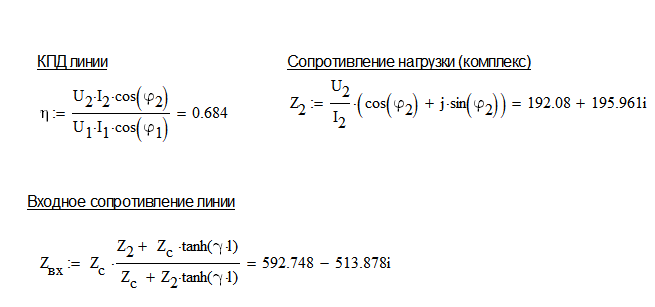 КПД линии
Сопротивление нагрузки (комплекс)
η := U2·I2·cos(φ2) / U1·I1·cos(φ1) = 0.684
Z2 := U2 / I2 ·(cos(φ2) + j·sin(φ2)) = 192.08 + 195.961i
Входное сопротивление линии
Zвх := Zc · Z2 + Zc ·tanh(γ·l) / Zc + Z2·tanh(γ·l) = 592.748 − 513.878i